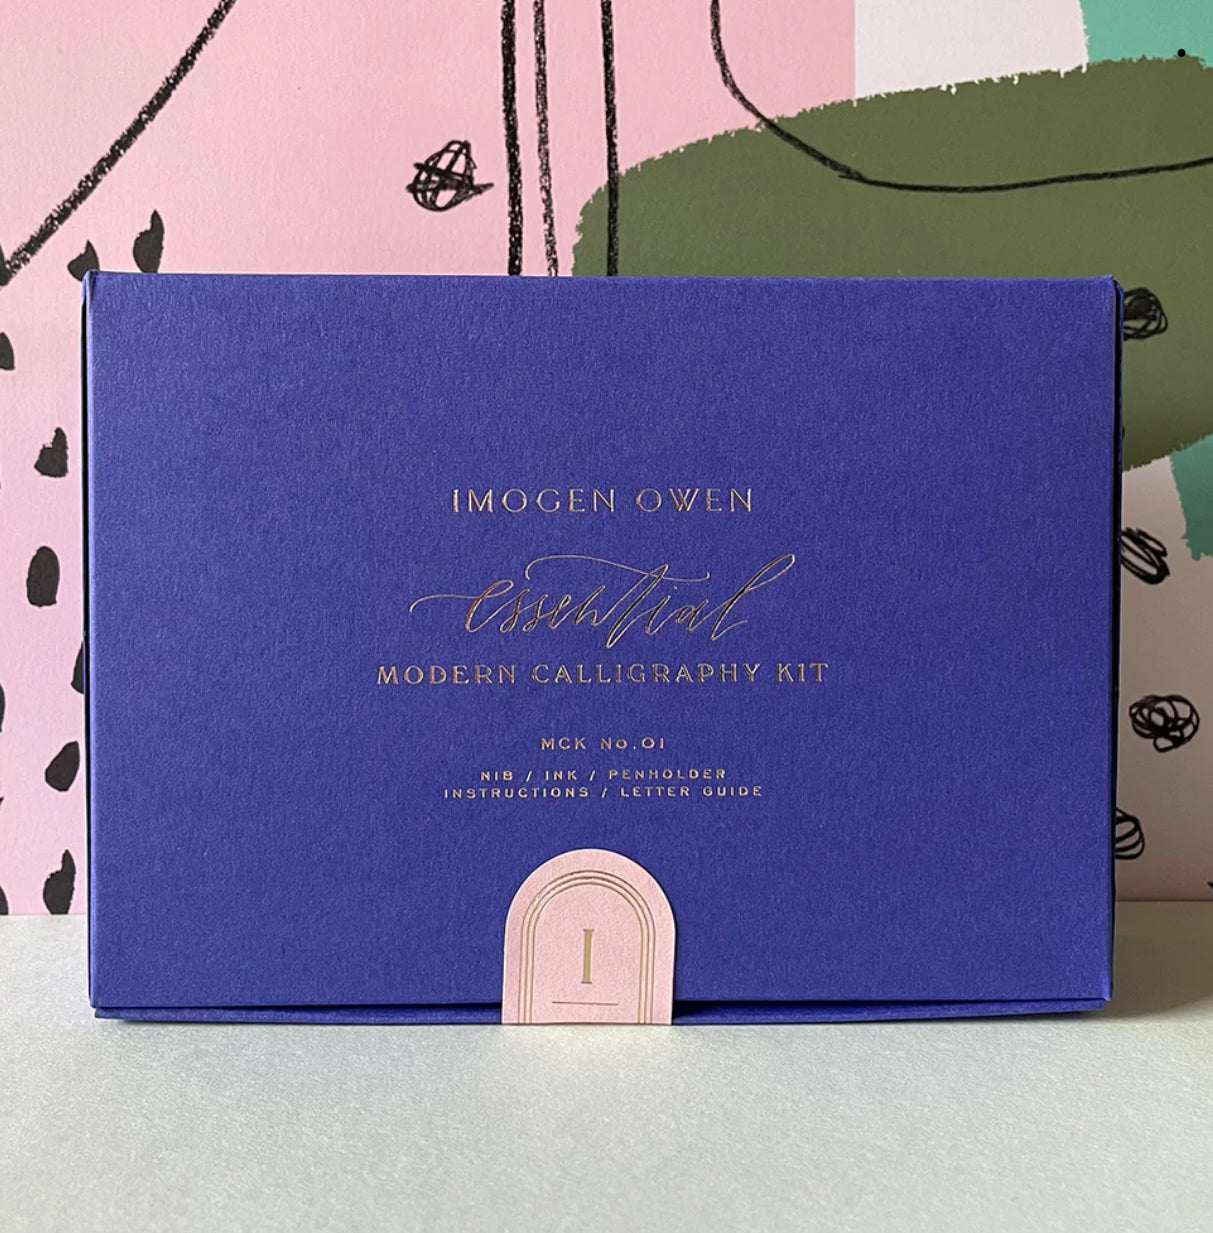 IMOGEN OWEN
essential
MODERN CALLIGRAPHY KIT
MCK No.01
NIB / INK / PENHOLDER
INSTRUCTIONS / LETTER GUIDE
I